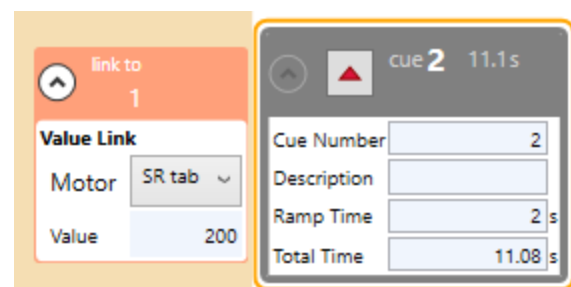 link to
1
Value Link
Motor SR tab
Value 200
cue 2 11.1s
Cue Number 2
Description
Ramp Time 2 s
Total Time 11.08 s